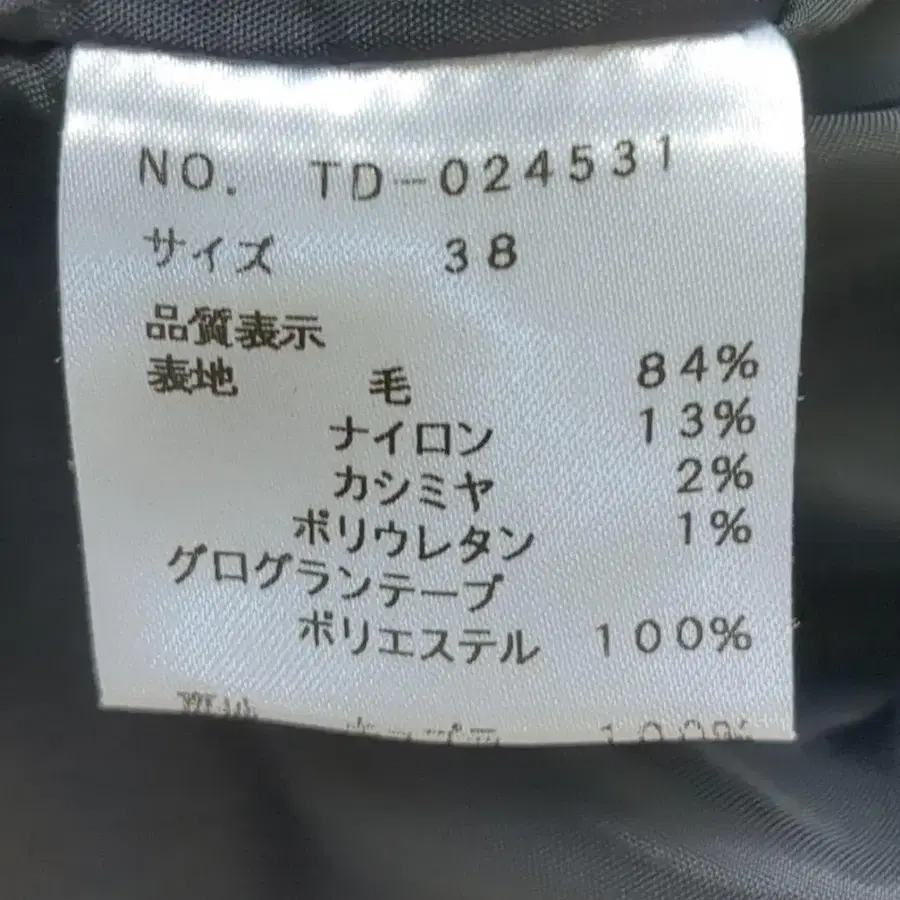 NO. TD-024531
サイズ 38
品質表示
表地 毛 84%
ナイロン 13%
カシミヤ 2%
ポリウレタン 1%
グログランテープ
ポリエステル 100%
100%